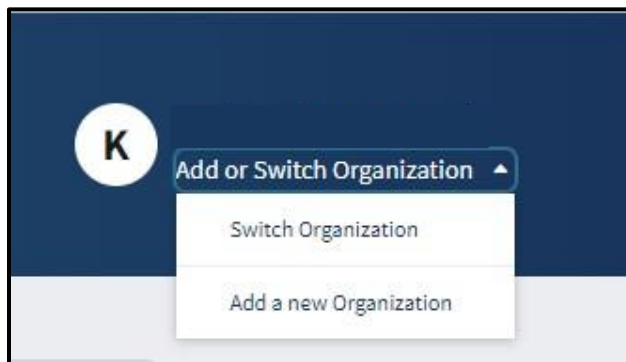 K
Add or Switch Organization
Switch Organization
Add a new Organization